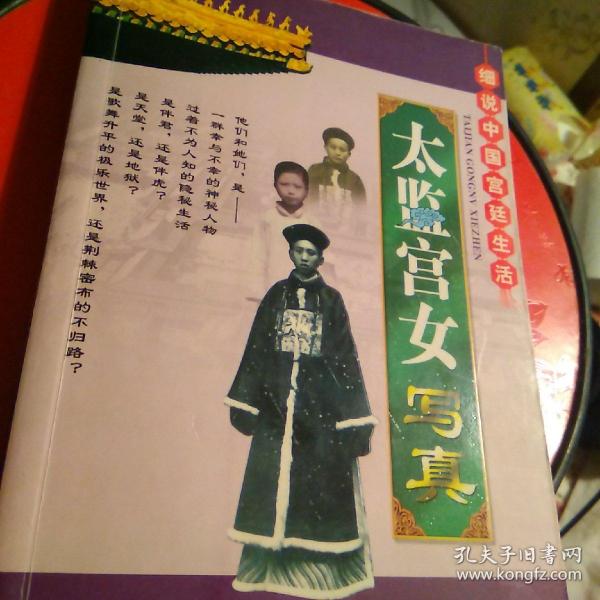 细说中国宫廷生活
TAIJIAN GONGNV XIEZHEN
太监宫女写真
他们和她们，是——
一群幸与不幸的神秘人物
过着不为人知的隐秘生活
是伴君，还是伴虎？
是天堂，还是地狱？
是歌舞升平的极乐世界，还是荆棘密布的不归路？
孔夫子旧书网
www.kongfz.com